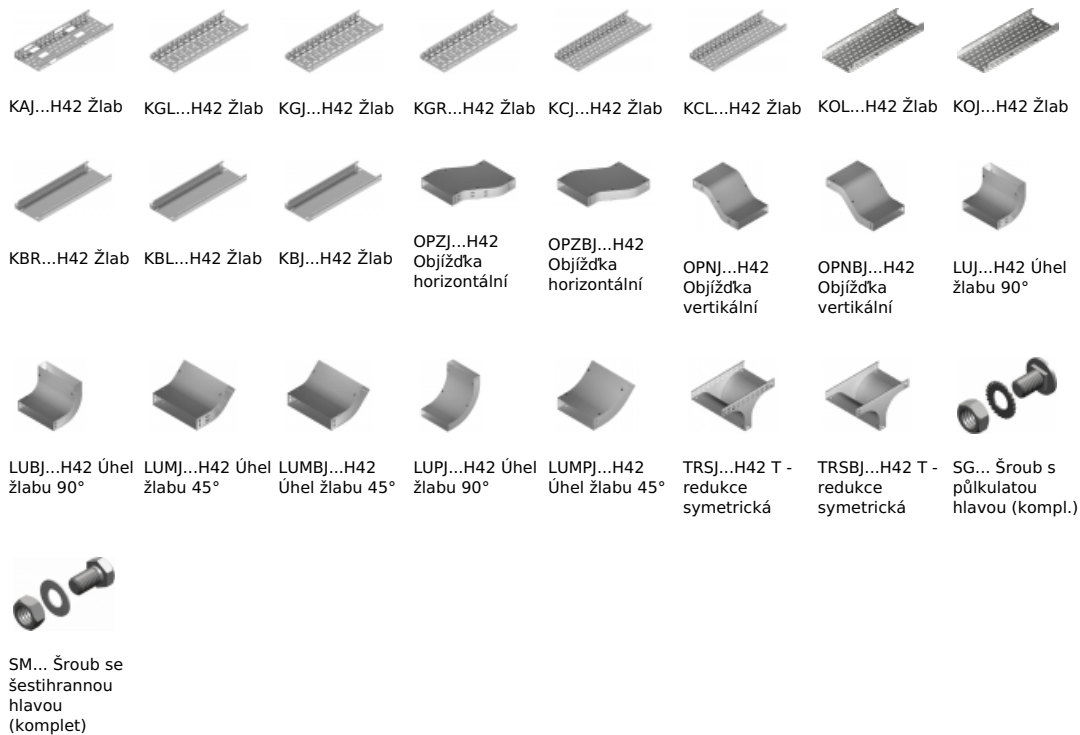 KAJ...H42 Žlab
KGL...H42 Žlab
KGJ...H42 Žlab
KGR...H42 Žlab
KCJ...H42 Žlab
KCL...H42 Žlab
KOL...H42 Žlab
KOJ...H42 Žlab
KBR...H42 Žlab
KBL...H42 Žlab
KBJ...H42 Žlab
OPZJ...H42
Objížďka
horizontální
OPZBJ...H42
Objížďka
horizontální
OPNJ...H42
Objížďka
vertikální
OPNBJ...H42
Objížďka
vertikální
LUJ...H42 Úhel
žlabu 90°
LUBJ...H42 Úhel
žlabu 90°
LUMJ...H42 Úhel
žlabu 45°
LUMBJ...H42
Úhel žlabu 45°
LUPJ...H42 Úhel
žlabu 90°
LUMPJ...H42
Úhel žlabu 45°
TRSJ...H42 T -
redukce
symetrická
TRSBJ...H42 T -
redukce
symetrická
SG... Šroub s
půlkulatou
hlavou (kompl.)
SM... Šroub se
šestihrannou
hlavou
(komplet)